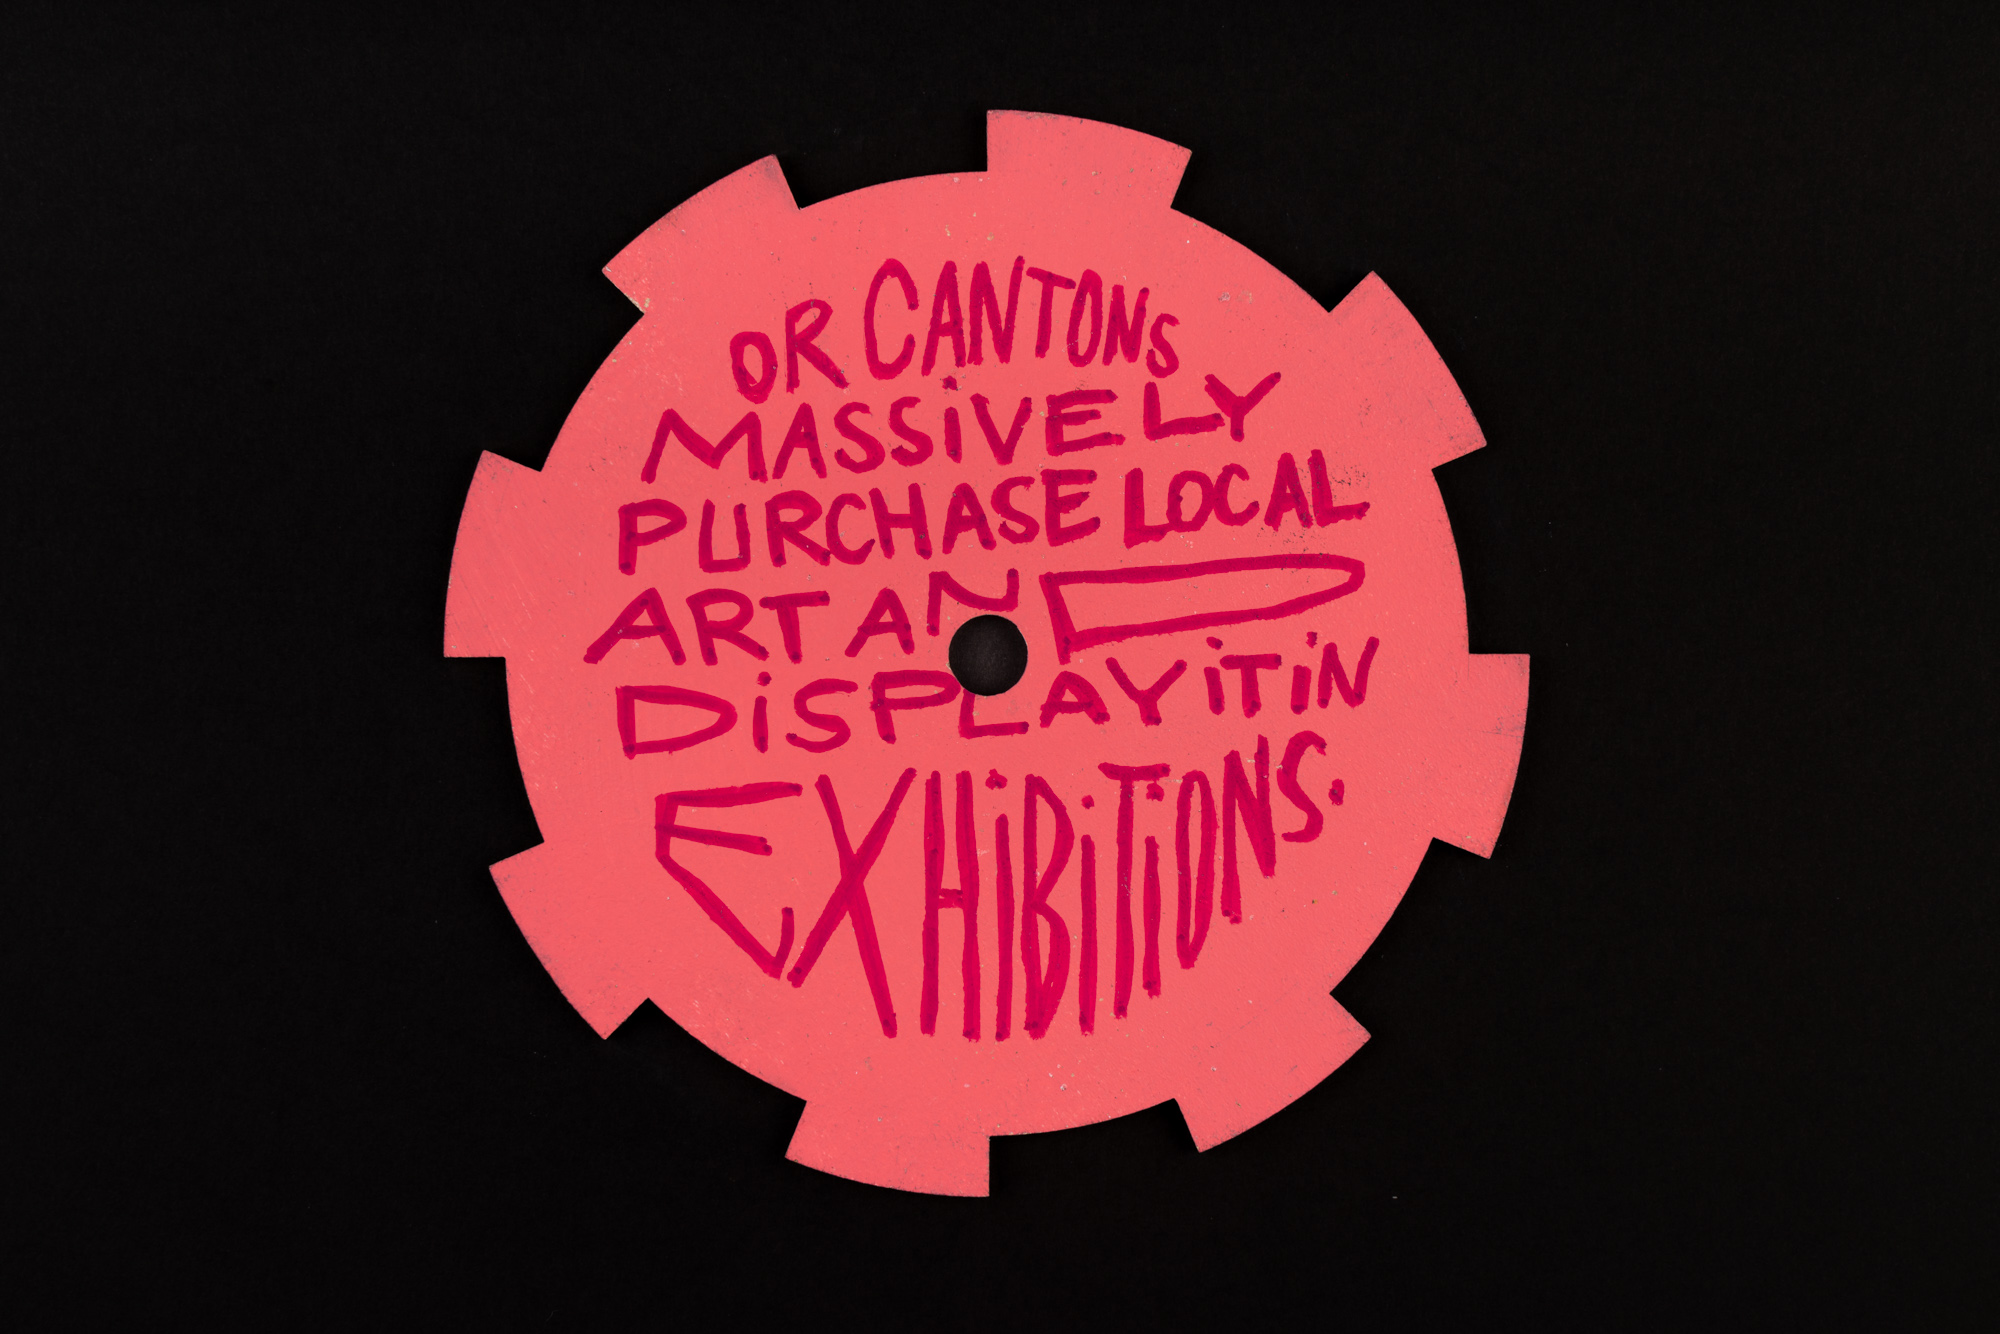 OR CANTONS
MASSiVELY
PURCHASE LOCAL
ART AND
DiSPLAY iT iN
EXHiBiTiONS.